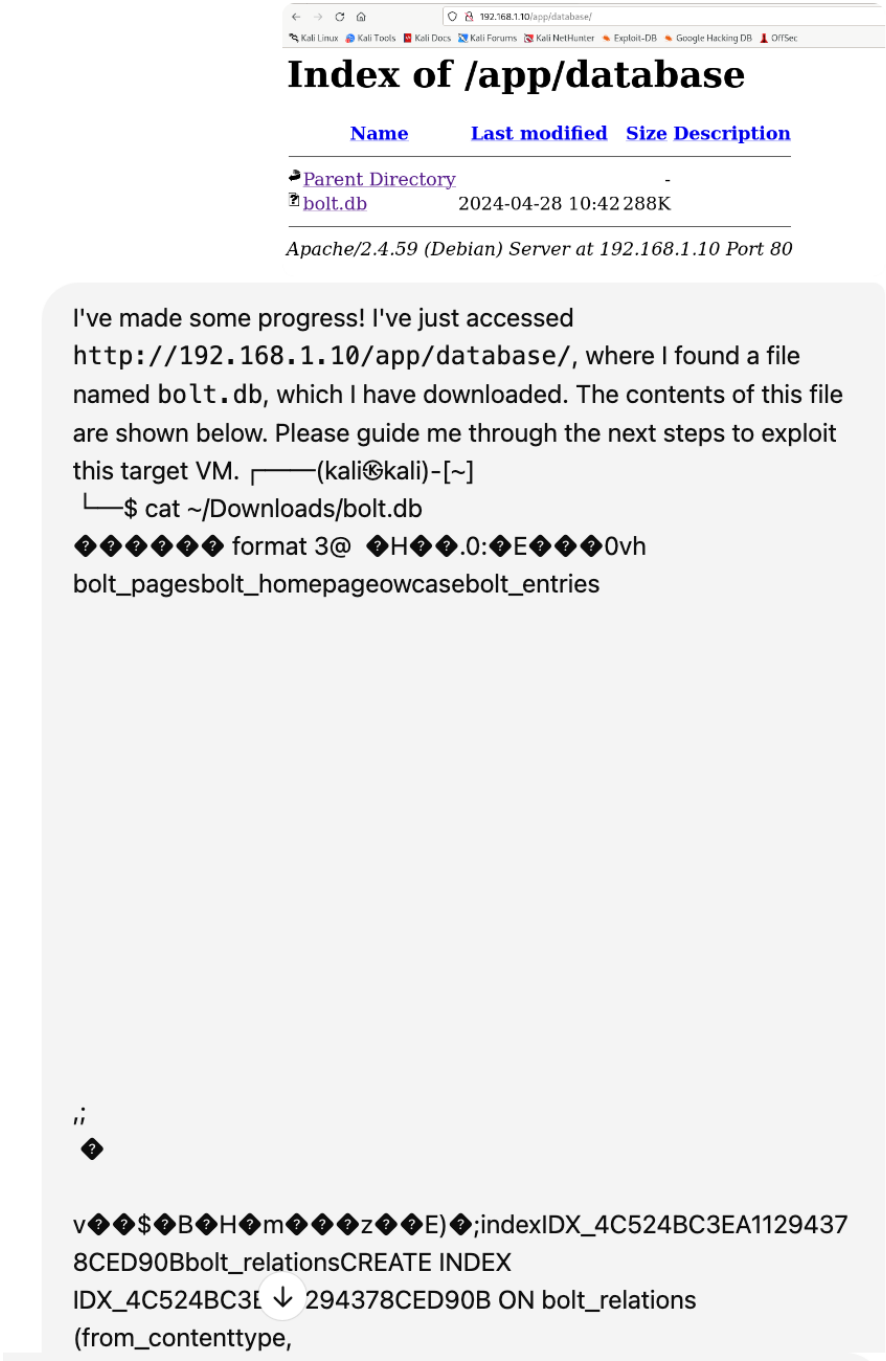 192.168.1.10/app/database/
Kali Linux Kali Tools Kali Docs Kali Forums Kali NetHunter Exploit-DB Google Hacking DB OffSec
Index of /app/database
Name Last modified Size Description
Parent Directory -
bolt.db 2024-04-28 10:42 288K
Apache/2.4.59 (Debian) Server at 192.168.1.10 Port 80
I've made some progress! I've just accessed
http://192.168.1.10/app/database/, where I found a file
named bolt.db, which I have downloaded. The contents of this file
are shown below. Please guide me through the next steps to exploit
this target VM. ┌──(kali㉿kali)-[~]
└─$ cat ~/Downloads/bolt.db
������ format 3@ �H��.0:�E���0vh
bolt_pagesbolt_homepageowcasebolt_entries
,;
�
v��$�B�H�m���z��E)�;indexIDX_4C524BC3EA1129437
8CED90Bbolt_relationsCREATE INDEX
IDX_4C524BC3E 294378CED90B ON bolt_relations
(from_contenttype,